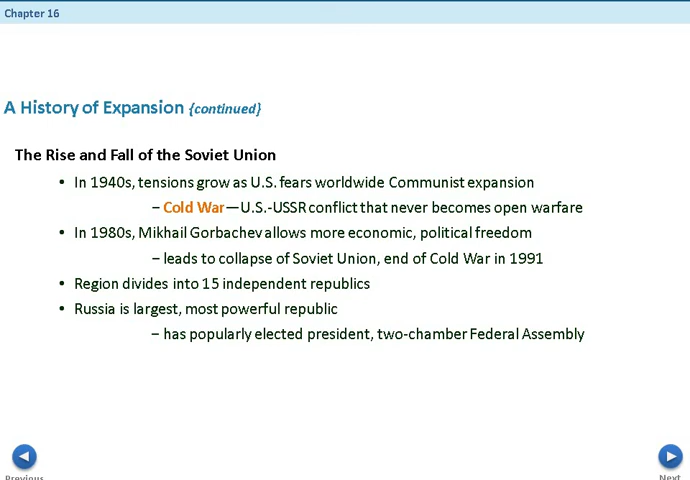 Chapter 16
A History of Expansion {continued}
The Rise and Fall of the Soviet Union
• In 1940s, tensions grow as U.S. fears worldwide Communist expansion
– Cold War—U.S.-USSR conflict that never becomes open warfare
• In 1980s, Mikhail Gorbachev allows more economic, political freedom
– leads to collapse of Soviet Union, end of Cold War in 1991
• Region divides into 15 independent republics
• Russia is largest, most powerful republic
– has popularly elected president, two-chamber Federal Assembly
Previous
Next